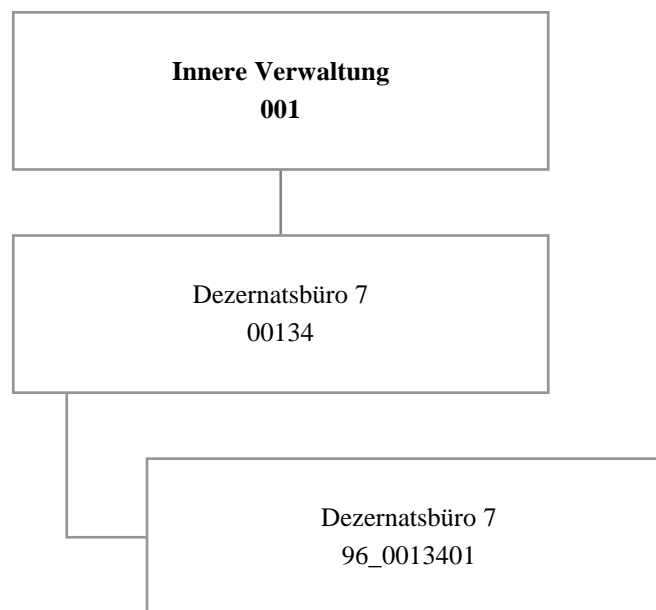 Innere Verwaltung
001
Dezernatsbüro 7
00134
Dezernatsbüro 7
96_0013401